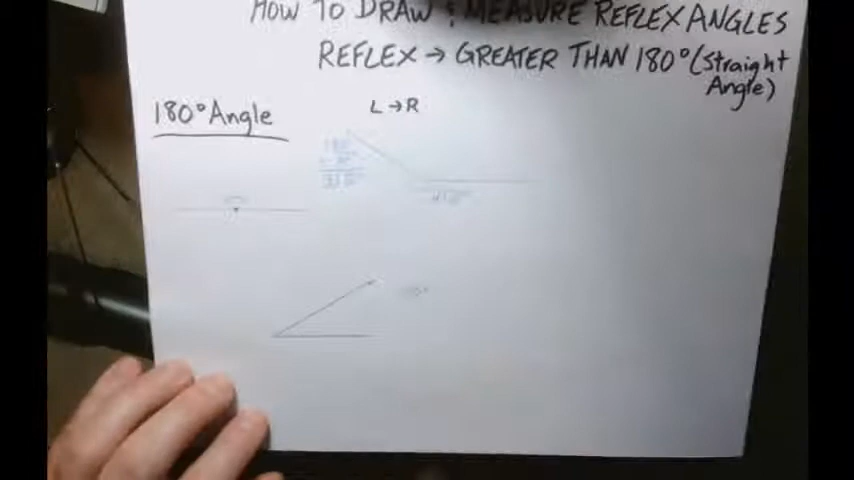 HOW TO DRAW & MEASURE REFLEX ANGLES
REFLEX → GREATER THAN 180° (Straight
Angle)
180° Angle
L → R